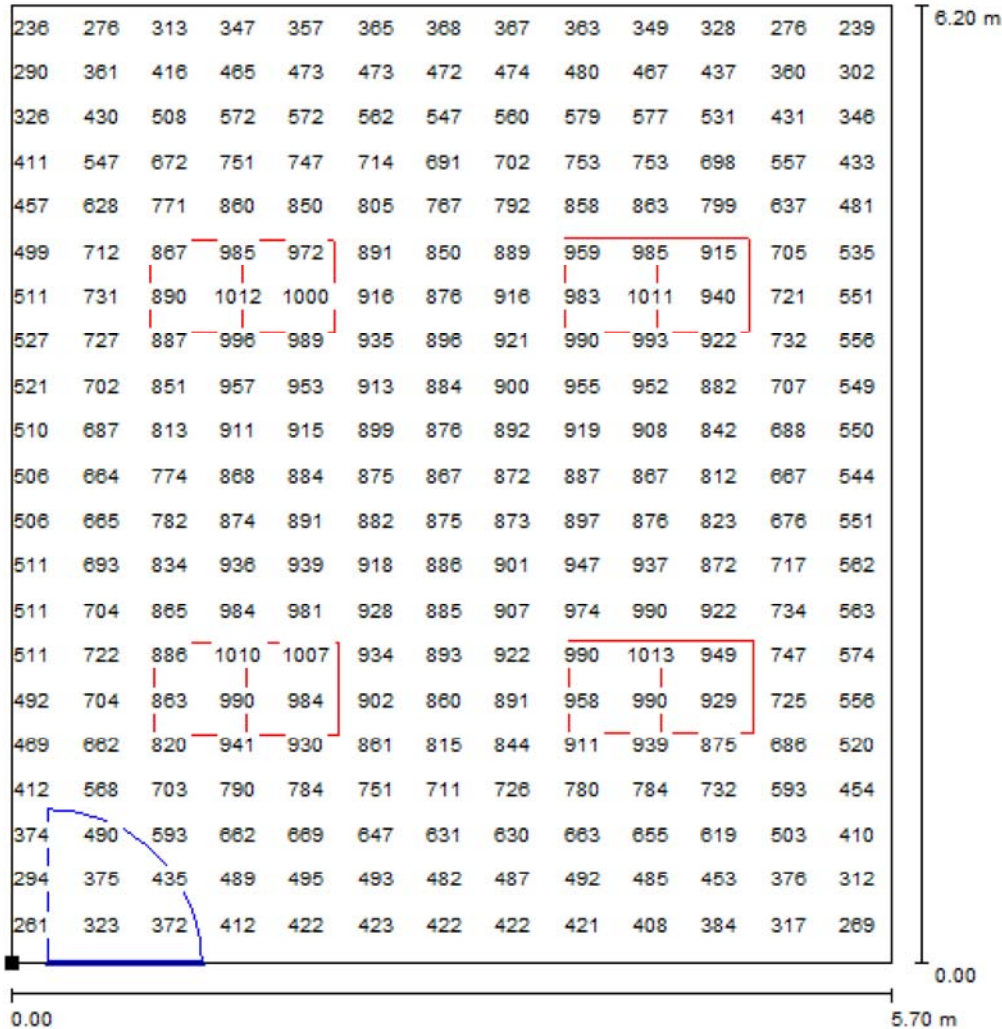 236 276 313 347 357 365 368 367 363 349 328 276 239
6.20 m
290 361 416 465 473 473 472 474 480 467 437 360 302
326 430 508 572 572 562 547 560 579 577 531 431 346
411 547 672 751 747 714 691 702 753 753 698 557 433
457 628 771 860 850 805 767 792 858 863 799 637 481
499 712 867 985 972 891 850 889 959 985 915 705 535
511 731 890 1012 1000 916 876 916 983 1011 940 721 551
527 727 887 996 989 935 896 921 990 993 922 732 556
521 702 851 957 953 913 884 900 955 952 882 707 549
510 687 813 911 915 899 876 892 919 908 842 688 550
506 664 774 868 884 875 867 872 887 867 812 667 544
506 665 782 874 891 882 875 873 897 876 823 676 551
511 693 834 936 939 918 886 901 947 937 872 717 562
511 704 865 984 981 928 885 907 974 990 922 734 563
511 722 886 1010 1007 934 893 922 990 1013 949 747 574
492 704 863 990 984 902 860 891 958 990 929 725 556
469 662 820 941 930 861 815 844 911 939 875 686 520
412 568 703 790 784 751 711 726 780 784 732 593 454
374 490 593 662 669 647 631 630 663 655 619 503 410
294 375 435 489 495 493 482 487 492 485 453 376 312
261 323 372 412 422 423 422 422 421 408 384 317 269
0.00
0.00 5.70 m